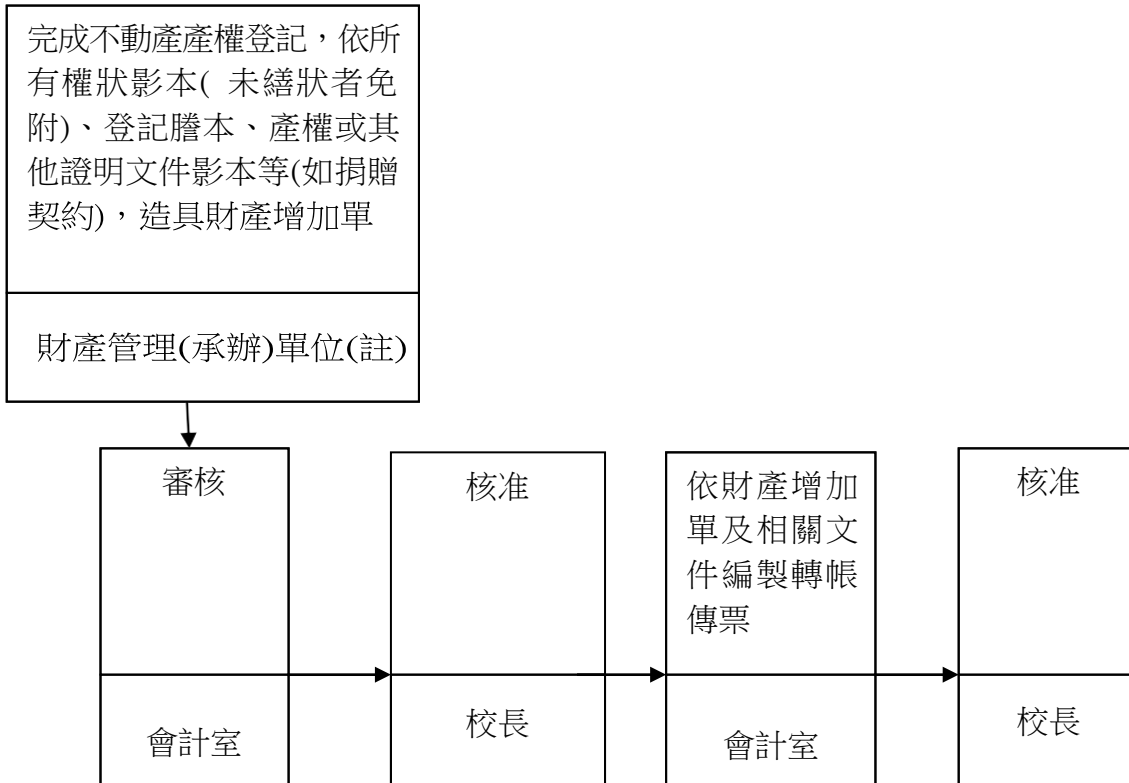 完成不動產產權登記，依所
有權狀影本( 未繕狀者免
附)、登記謄本、產權或其
他證明文件影本等(如捐贈
契約)，造具財產增加單
財產管理(承辦)單位(註)
審核
會計室
核准
校長
依財產增加
單及相關文
件編製轉帳
傳票
會計室
核准
校長